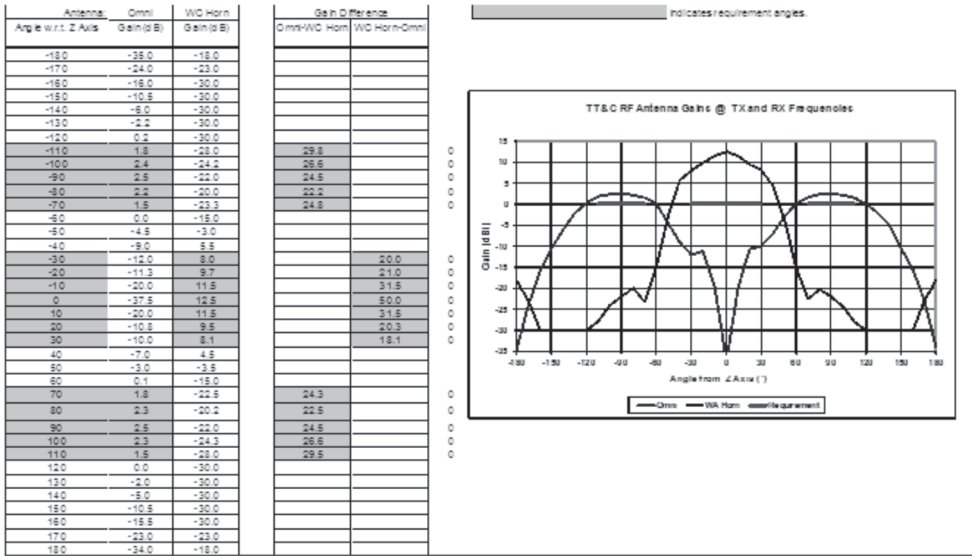 Antenna: Omni WC Horn Gain Difference Indicates requirement angles.
Angle w.r.t. Z Axis Gain(dB) Gain(dB) Omni-WC Horn WC Horn-Omni
-180 -35.0 -18.0
-170 -24.0 -23.0
-160 -16.0 -30.0
-150 -10.5 -30.0
-140 -6.0 -30.0
-130 -2.2 -30.0
-120 0.2 -30.0
-110 1.8 -28.0 29.8 0
-100 2.4 -24.2 26.6 0
-90 2.5 -22.0 24.5 0
-80 2.2 -20.0 22.2 0
-70 1.5 -23.3 24.8 0
-60 0.0 -15.0
-50 -4.5 -3.0
-40 -9.0 5.5
-30 -12.0 8.0 20.0 0
-20 -11.3 9.7 21.0 0
-10 -20.0 11.5 31.5 0
0 -37.5 12.5 50.0 0
10 -20.0 11.5 31.5 0
20 -10.8 9.5 20.3 0
30 -10.0 8.1 18.1 0
40 -7.0 4.5
50 -3.0 -3.5
60 0.1 -15.0
70 1.8 -22.5 24.3 0
80 2.3 -20.2 22.5 0
90 2.5 -22.0 24.5 0
100 2.3 -24.3 26.6 0
110 1.5 -28.0 29.5 0
120 0.0 -30.0
130 -2.0 -30.0
140 -5.0 -30.0
150 -10.5 -30.0
160 -15.5 -30.0
170 -23.0 -23.0
180 -34.0 -18.0
TT&C RF Antenna Gains @ TX and RX Frequencies
Gain (dBi)
15
10
5
0
-5
-10
-15
-20
-25
-30
-35
-180 -150 -120 -90 -60 -30 0 30 60 90 120 150 180
Angle from Z Axis (°)
Omni WA Horn Requirement